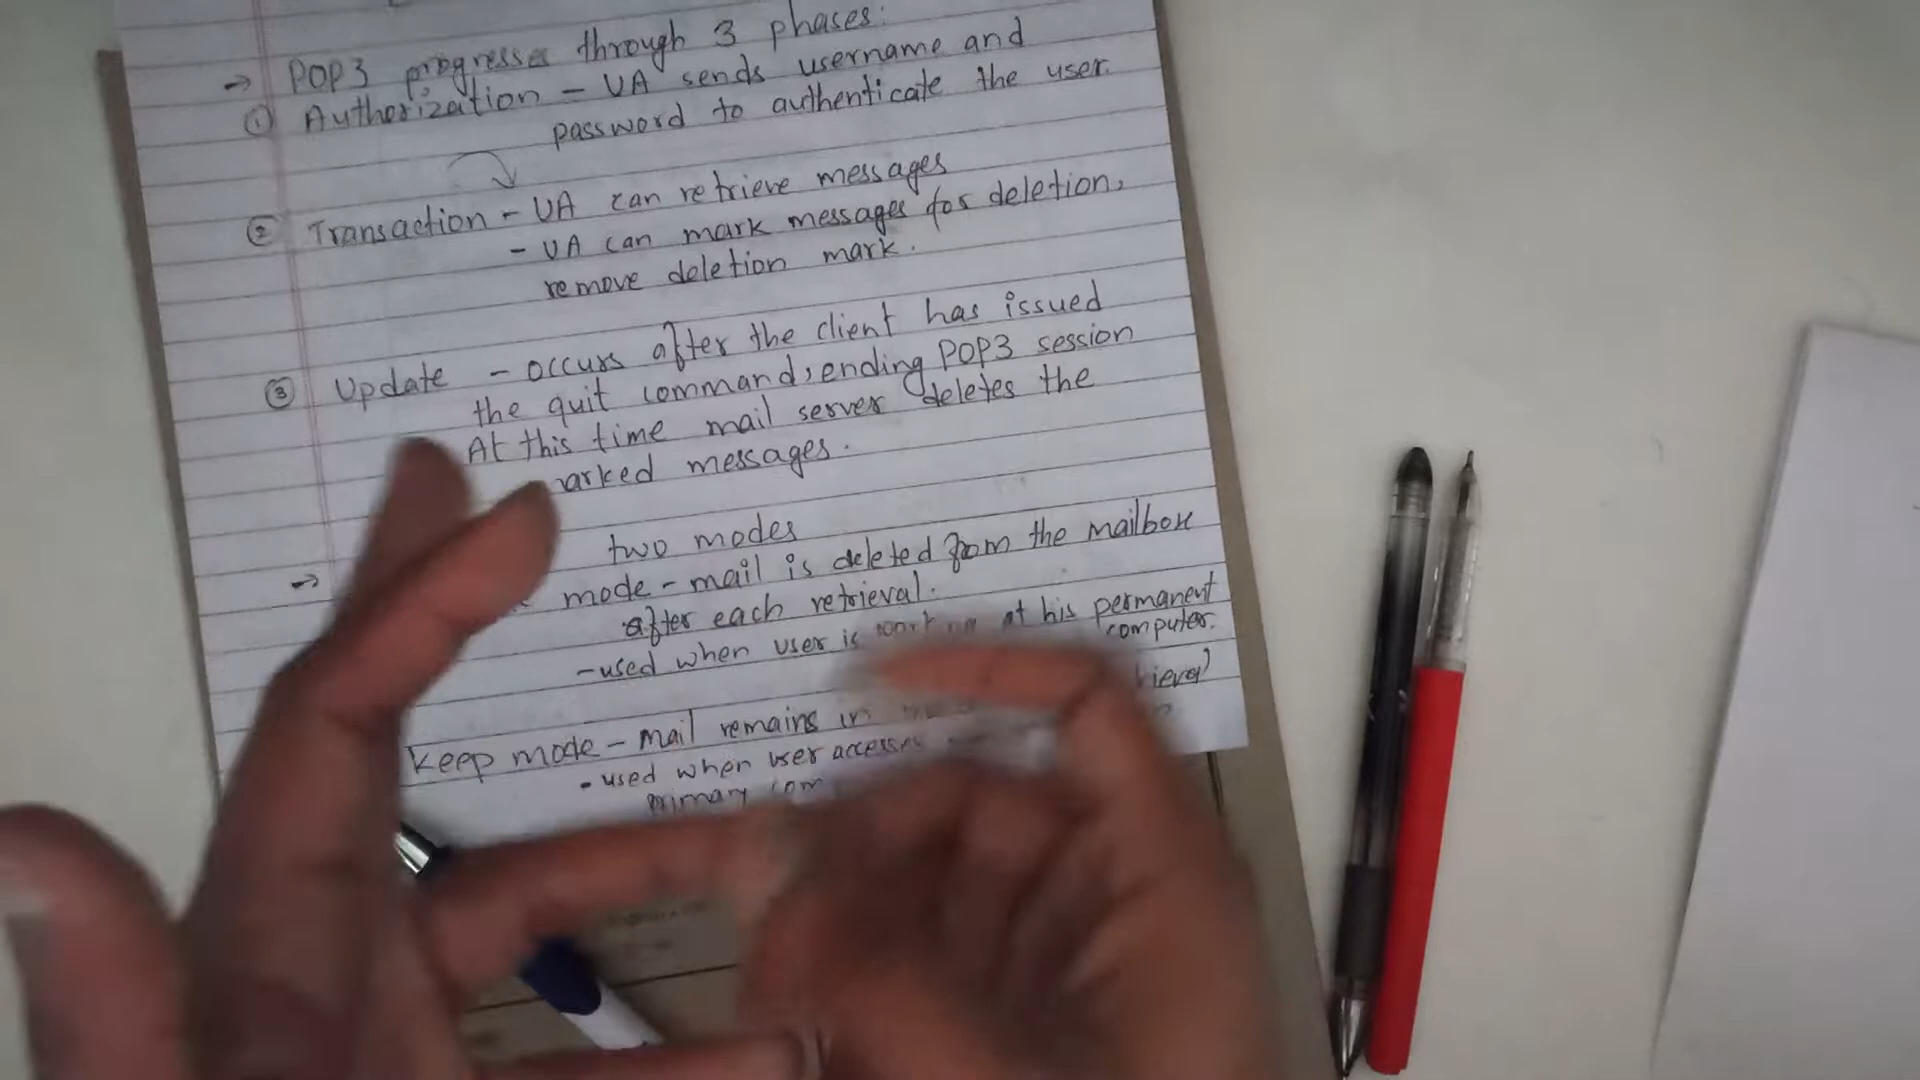 → POP3 progresses through 3 phases:
① Authorization - UA sends username and
password to authenticate the user.
② Transaction - UA can retrieve messages
- UA can mark messages for deletion,
remove deletion mark.
③ Update - occurs after the client has issued
the quit command, ending POP3 session
At this time mail server deletes the
arked messages.
→ two modes
mode - mail is deleted from the mailbox
after each retrieval.
- used when user is at his permanent
computer.
Keep mode - mail remains in
- used when user accesses
primary com